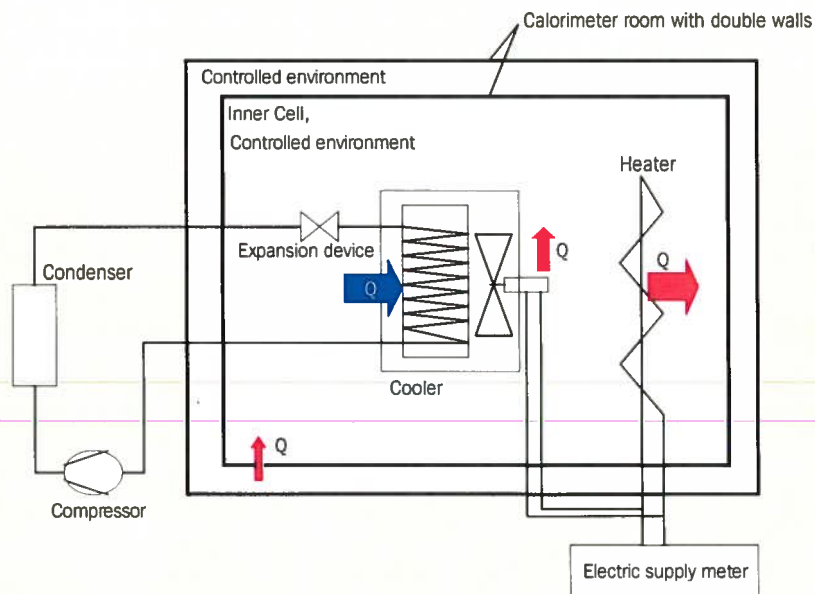 Calorimeter room with double walls
Controlled environment
Inner Cell,
Controlled environment
Heater
Expansion device
Q
Q
Condenser
Q
Cooler
Q
Compressor
Electric supply meter